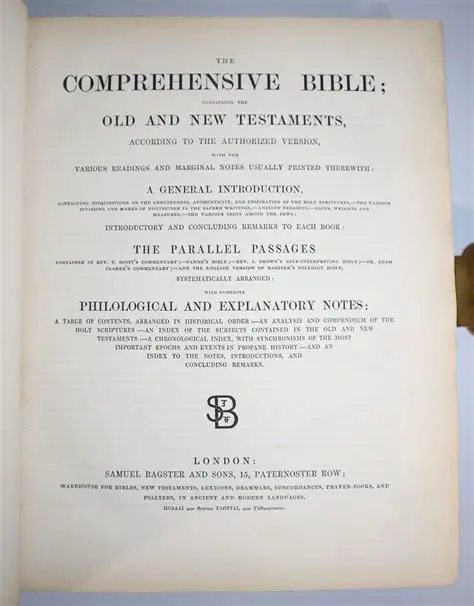 THE
COMPREHENSIVE BIBLE;
CONTAINING THE
OLD AND NEW TESTAMENTS,
ACCORDING TO THE AUTHORIZED VERSION,
WITH THE
VARIOUS READINGS AND MARGINAL NOTES USUALLY PRINTED THEREWITH:
A GENERAL INTRODUCTION,
CONTAINING DISQUISITIONS ON THE GENUINENESS, AUTHENTICITY, AND INSPIRATION OF THE HOLY SCRIPTURES,—THE VARIOUS
DIVISIONS AND MARKS OF DISTINCTION IN THE SACRED WRITINGS,—ANCIENT VERSIONS,—COINS, WEIGHTS AND
MEASURES,—THE VARIOUS SECTS AMONG THE JEWS;
INTRODUCTORY AND CONCLUDING REMARKS TO EACH BOOK:
THE PARALLEL PASSAGES
CONTAINED IN REV. T. SCOTT'S COMMENTARY;—CANNE'S BIBLE;—REV. J. BROWN'S SELF-INTERPRETING BIBLE;—DR. ADAM
CLARKE'S COMMENTARY;—AND THE ENGLISH VERSION OF BAGSTER'S POLYGLOT BIBLE,
SYSTEMATICALLY ARRANGED:
WITH NUMEROUS
PHILOLOGICAL AND EXPLANATORY NOTES:
A TABLE OF CONTENTS, ARRANGED IN HISTORICAL ORDER:—AN ANALYSIS AND COMPENDIUM OF THE
HOLY SCRIPTURES:—AN INDEX OF THE SUBJECTS CONTAINED IN THE OLD AND NEW
TESTAMENTS:—A CHRONOLOGICAL INDEX, WITH SYNCHRONISMS OF THE MOST
IMPORTANT EPOCHS AND EVENTS IN PROFANE HISTORY:—AND AN
INDEX TO THE NOTES, INTRODUCTIONS, AND
CONCLUDING REMARKS.
SB
LONDON:
SAMUEL BAGSTER AND SONS, 15, PATERNOSTER ROW;
WAREHOUSE FOR BIBLES, NEW TESTAMENTS, LEXICONS, GRAMMARS, CONCORDANCES, PRAYER-BOOKS, AND
PSALTERS, IN ANCIENT AND MODERN LANGUAGES.
ΠΟΛΛΑΙ μεν θνητοις ΓΛΩΤΤΑΙ, μια δ'Αθανατοισιν.